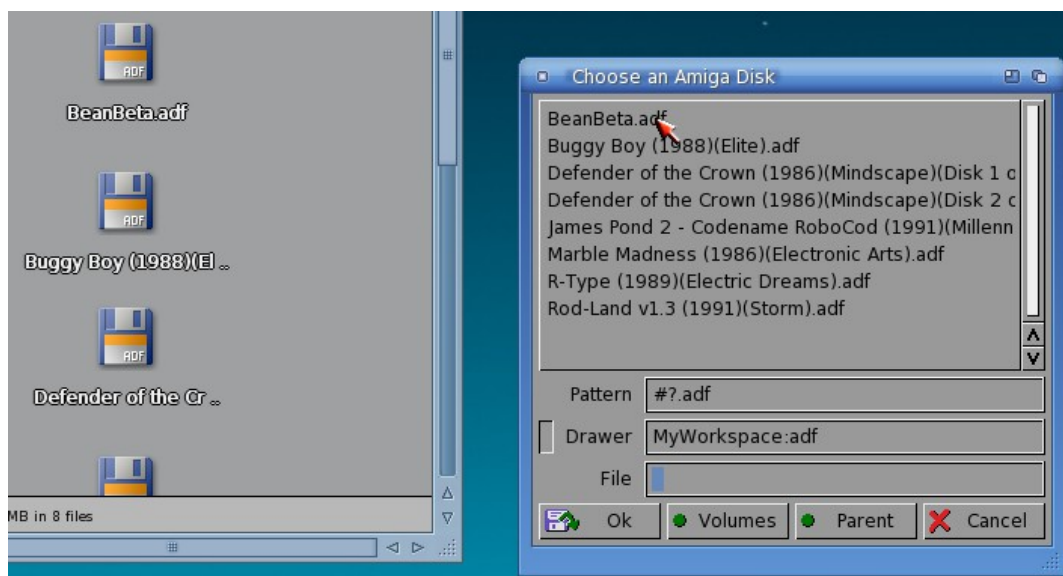 ADF
BeanBeta.adf
ADF
Buggy Boy (1988)(El ..
ADF
Defender of the Cr ..
MB in 8 files
Choose an Amiga Disk
BeanBeta.adf
Buggy Boy (1988)(Elite).adf
Defender of the Crown (1986)(Mindscape)(Disk 1 o
Defender of the Crown (1986)(Mindscape)(Disk 2 o
James Pond 2 - Codename RoboCod (1991)(Millenn
Marble Madness (1986)(Electronic Arts).adf
R-Type (1989)(Electric Dreams).adf
Rod-Land v1.3 (1991)(Storm).adf
Pattern #?.adf
Drawer MyWorkspace:adf
File
Ok Volumes Parent Cancel